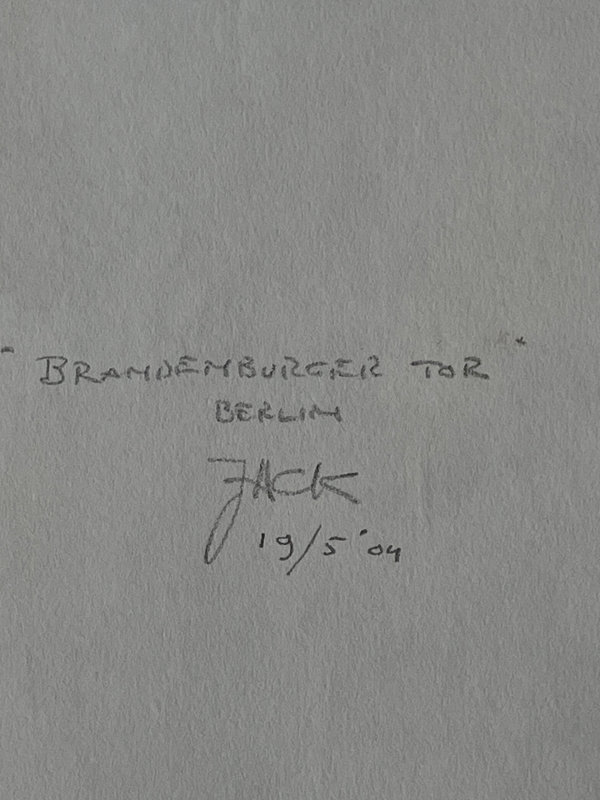 "BRANDENBURGER TOR"
BERLIN
JACK
19/5 '04